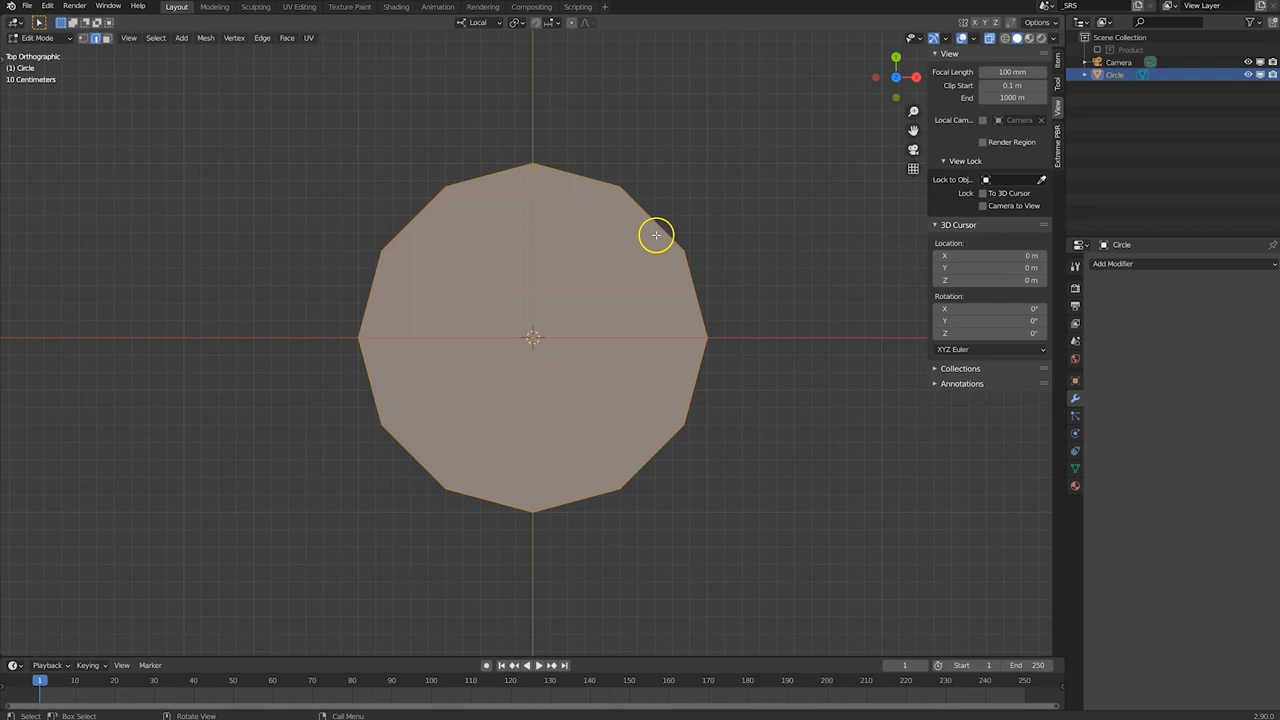 File Edit Render Window Help Layout Modeling Sculpting UV Editing Texture Paint Shading Animation Rendering Compositing Scripting + SRS View Layer
Local X Y Z Options
Edit Mode View Select Add Mesh Vertex Edge Face UV
Top Orthographic
(1) Circle
10 Centimeters
X
Y
Z
View
Focal Length 100 mm
Clip Start 0.1 m
End 1000 m
Local Cam... Camera
Render Region
View Lock
Lock to Obj...
Lock To 3D Cursor
Camera to View
3D Cursor
Location:
X 0 m
Y 0 m
Z 0 m
Rotation:
X 0°
Y 0°
Z 0°
XYZ Euler
Collections
Annotations
Item
Tool
View
Extreme PBR
Scene Collection
Product
Camera
Circle
Circle
Add Modifier
Playback Keying View Marker 1 Start 1 End 250
1 10 20 30 40 50 60 70 80 90 100 110 120 130 140 150 160 170 180 190 200 210 220 230 240 250
Select Box Select Rotate View Call Menu 2.90.0